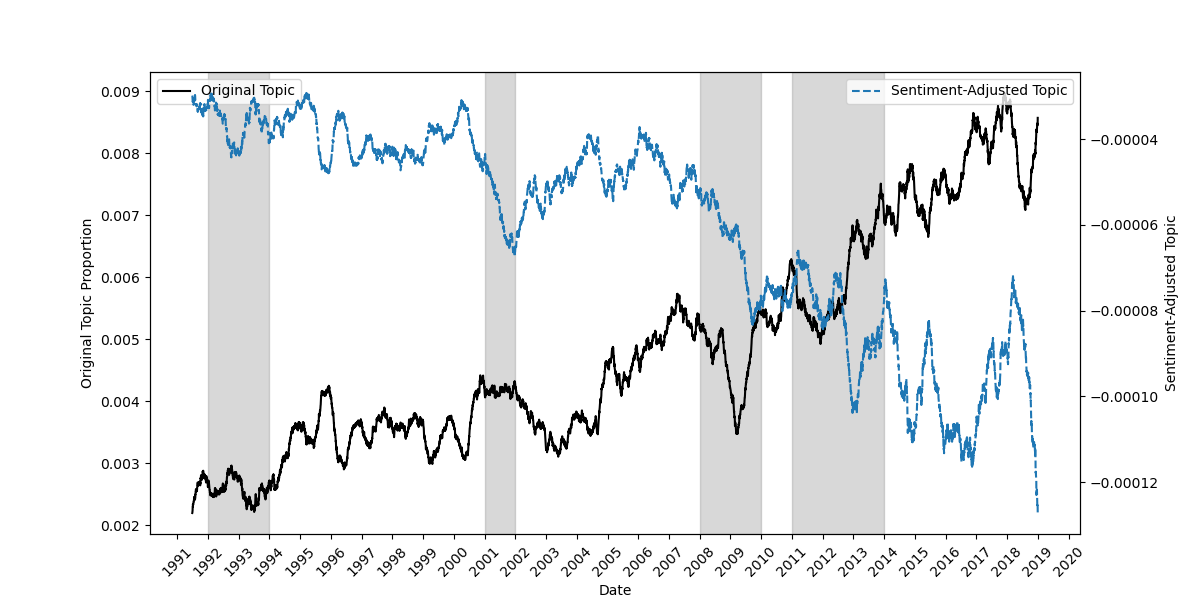 Original Topic
Sentiment-Adjusted Topic
0.009
0.008
0.007
0.006
0.005
0.004
0.003
0.002
Original Topic Proportion
−0.00004
−0.00006
−0.00008
−0.00010
−0.00012
Sentiment-Adjusted Topic
1991 1992 1993 1994 1995 1996 1997 1998 1999 2000 2001 2002 2003 2004 2005 2006 2007 2008 2009 2010 2011 2012 2013 2014 2015 2016 2017 2018 2019 2020
Date